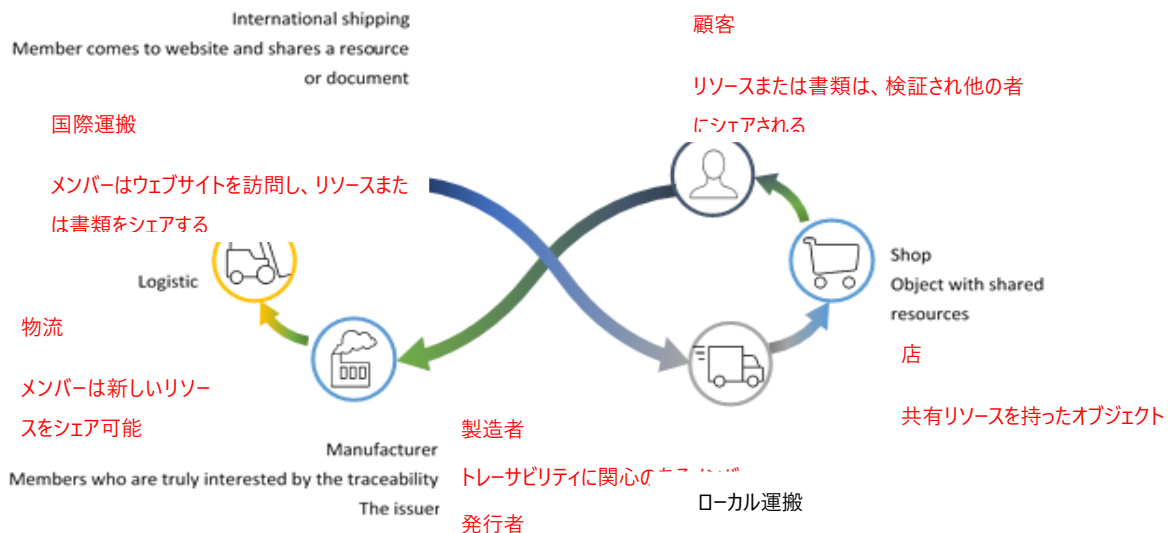 International shipping
Member comes to website and shares a resource
or document
国際運搬
メンバーはウェブサイトを訪問し、リソースまた
は書類をシェアする
顧客
リソースまたは書類は、検証され他の者
にシェアされる
Logistic
物流
メンバーは新しいリソー
スをシェア可能
Shop
Object with shared
resources
店
共有リソースを持ったオブジェクト
Manufacturer
Members who are truly interested by the traceability
The issuer
製造者
トレーサビリティに関心のあるメンバー
発行者
ローカル運搬